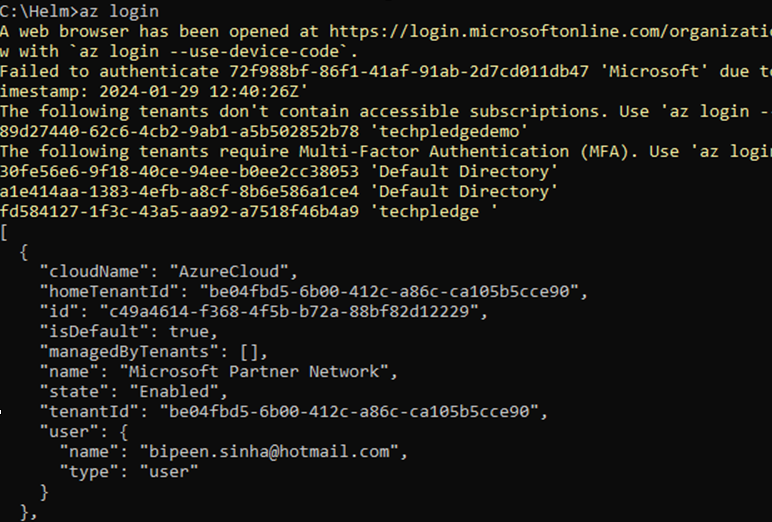 C:\Helm>az login
A web browser has been opened at https://login.microsoftonline.com/organizatio
w with `az login --use-device-code`.
Failed to authenticate 72f988bf-86f1-41af-91ab-2d7cd011db47 'Microsoft' due to
imestamp: 2024-01-29 12:40:26Z'
The following tenants don't contain accessible subscriptions. Use 'az login --
89d27440-62c6-4cb2-9ab1-a5b502852b78 'techpledgedemo'
The following tenants require Multi-Factor Authentication (MFA). Use 'az login
30fe56e6-9f18-40ce-94ee-b0ee2cc38053 'Default Directory'
a1e414aa-1383-4efb-a8cf-8b6e586a1ce4 'Default Directory'
fd584127-1f3c-43a5-aa92-a7518f46b4a9 'techpledge '
[
  {
    "cloudName": "AzureCloud",
    "homeTenantId": "be04fbd5-6b00-412c-a86c-ca105b5cce90",
    "id": "c49a4614-f368-4f5b-b72a-88bf82d12229",
    "isDefault": true,
    "managedByTenants": [],
    "name": "Microsoft Partner Network",
    "state": "Enabled",
    "tenantId": "be04fbd5-6b00-412c-a86c-ca105b5cce90",
    "user": {
      "name": "bipeen.sinha@hotmail.com",
      "type": "user"
    }
  },